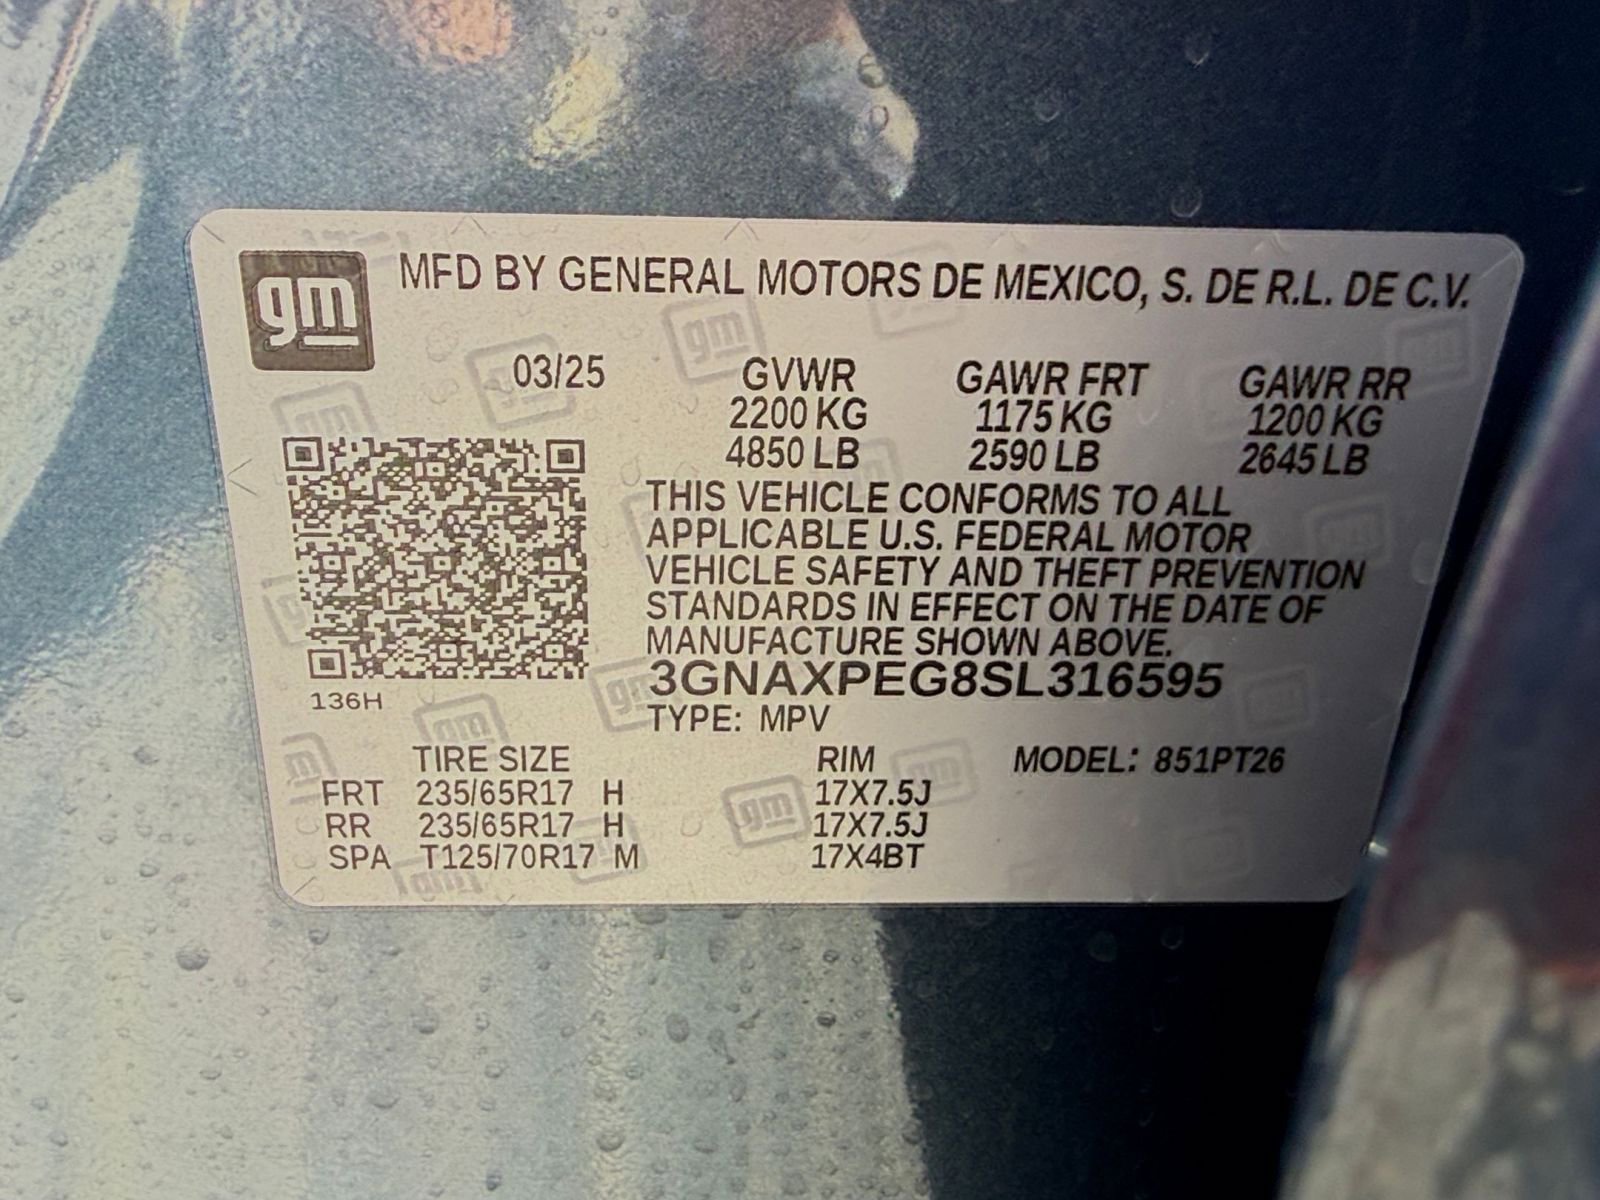 gm MFD BY GENERAL MOTORS DE MEXICO, S. DE R.L. DE C.V.
03/25 GVWR GAWR FRT GAWR RR
2200 KG 1175 KG 1200 KG
4850 LB 2590 LB 2645 LB
THIS VEHICLE CONFORMS TO ALL
APPLICABLE U.S. FEDERAL MOTOR
VEHICLE SAFETY AND THEFT PREVENTION
STANDARDS IN EFFECT ON THE DATE OF
MANUFACTURE SHOWN ABOVE.
3GNAXPEG8SL316595
136H
TYPE: MPV
TIRE SIZE RIM MODEL: 851PT26
FRT 235/65R17 H 17X7.5J
RR 235/65R17 H 17X7.5J
SPA T125/70R17 M 17X4BT